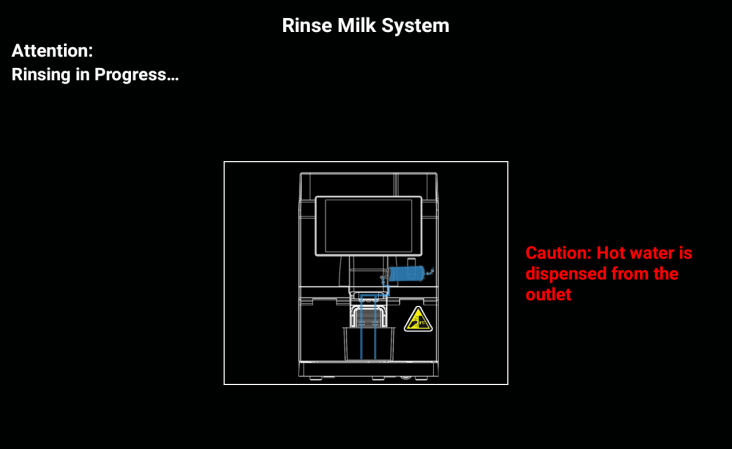 Rinse Milk System
Attention:
Rinsing in Progress...
Caution: Hot water is
dispensed from the
outlet